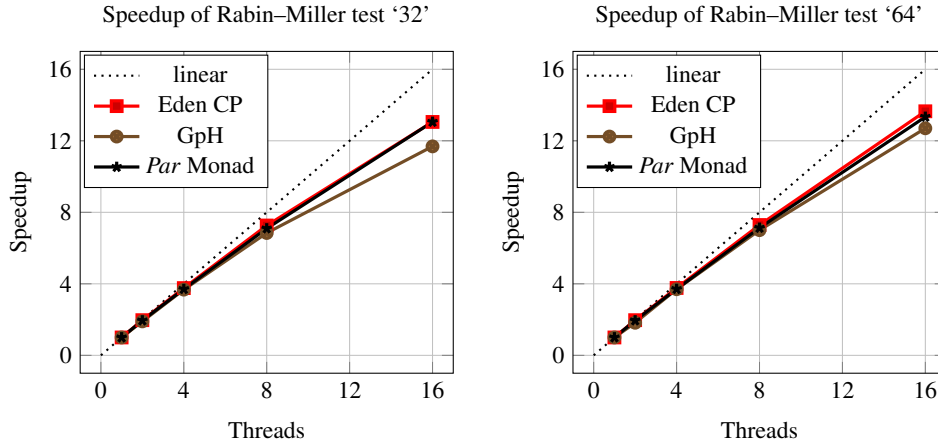 Speedup of Rabin–Miller test ‘32’
16
12
8
4
0
Speedup
linear
Eden CP
GpH
Par Monad
0 4 8 12 16
Threads
Speedup of Rabin–Miller test ‘64’
16
12
8
4
0
Speedup
linear
Eden CP
GpH
Par Monad
0 4 8 12 16
Threads